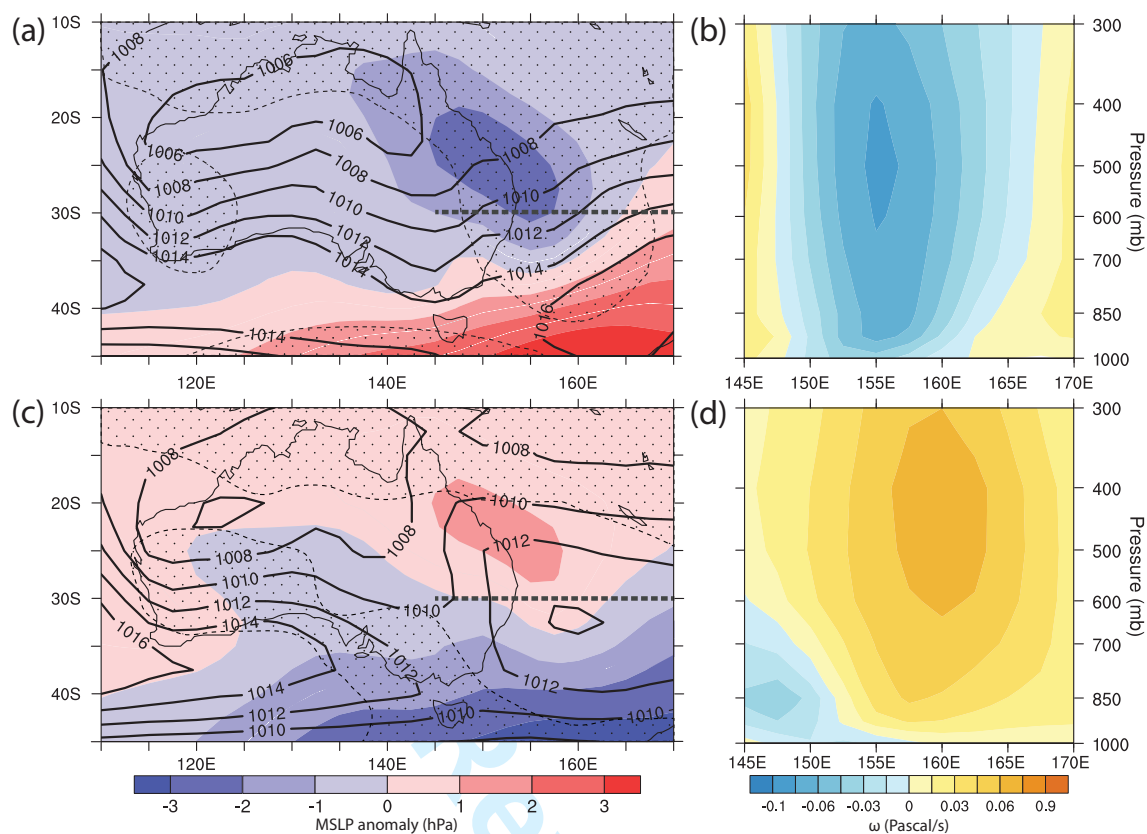 (a)
10S
20S
30S
40S
120E
140E
160E
1008
1006
1006
1008
1008
1010
1010
1010
1012
1012
1012
1014
1014
1014
1014
1016
(b)
300
400
500
600
700
850
1000
Pressure (mb)
145E
150E
155E
160E
165E
170E
(c)
10S
20S
30S
40S
120E
140E
160E
1008
1008
1008
1008
1010
1010
1010
1012
1012
1012
1014
1016
1014
1012
1012
1010
1010
1010
(d)
300
400
500
600
700
850
1000
Pressure (mb)
145E
150E
155E
160E
165E
170E
-3
-2
-1
0
1
2
3
MSLP anomaly (hPa)
-0.1
-0.06
-0.03
0
0.03
0.06
0.9
ω (Pascal/s)